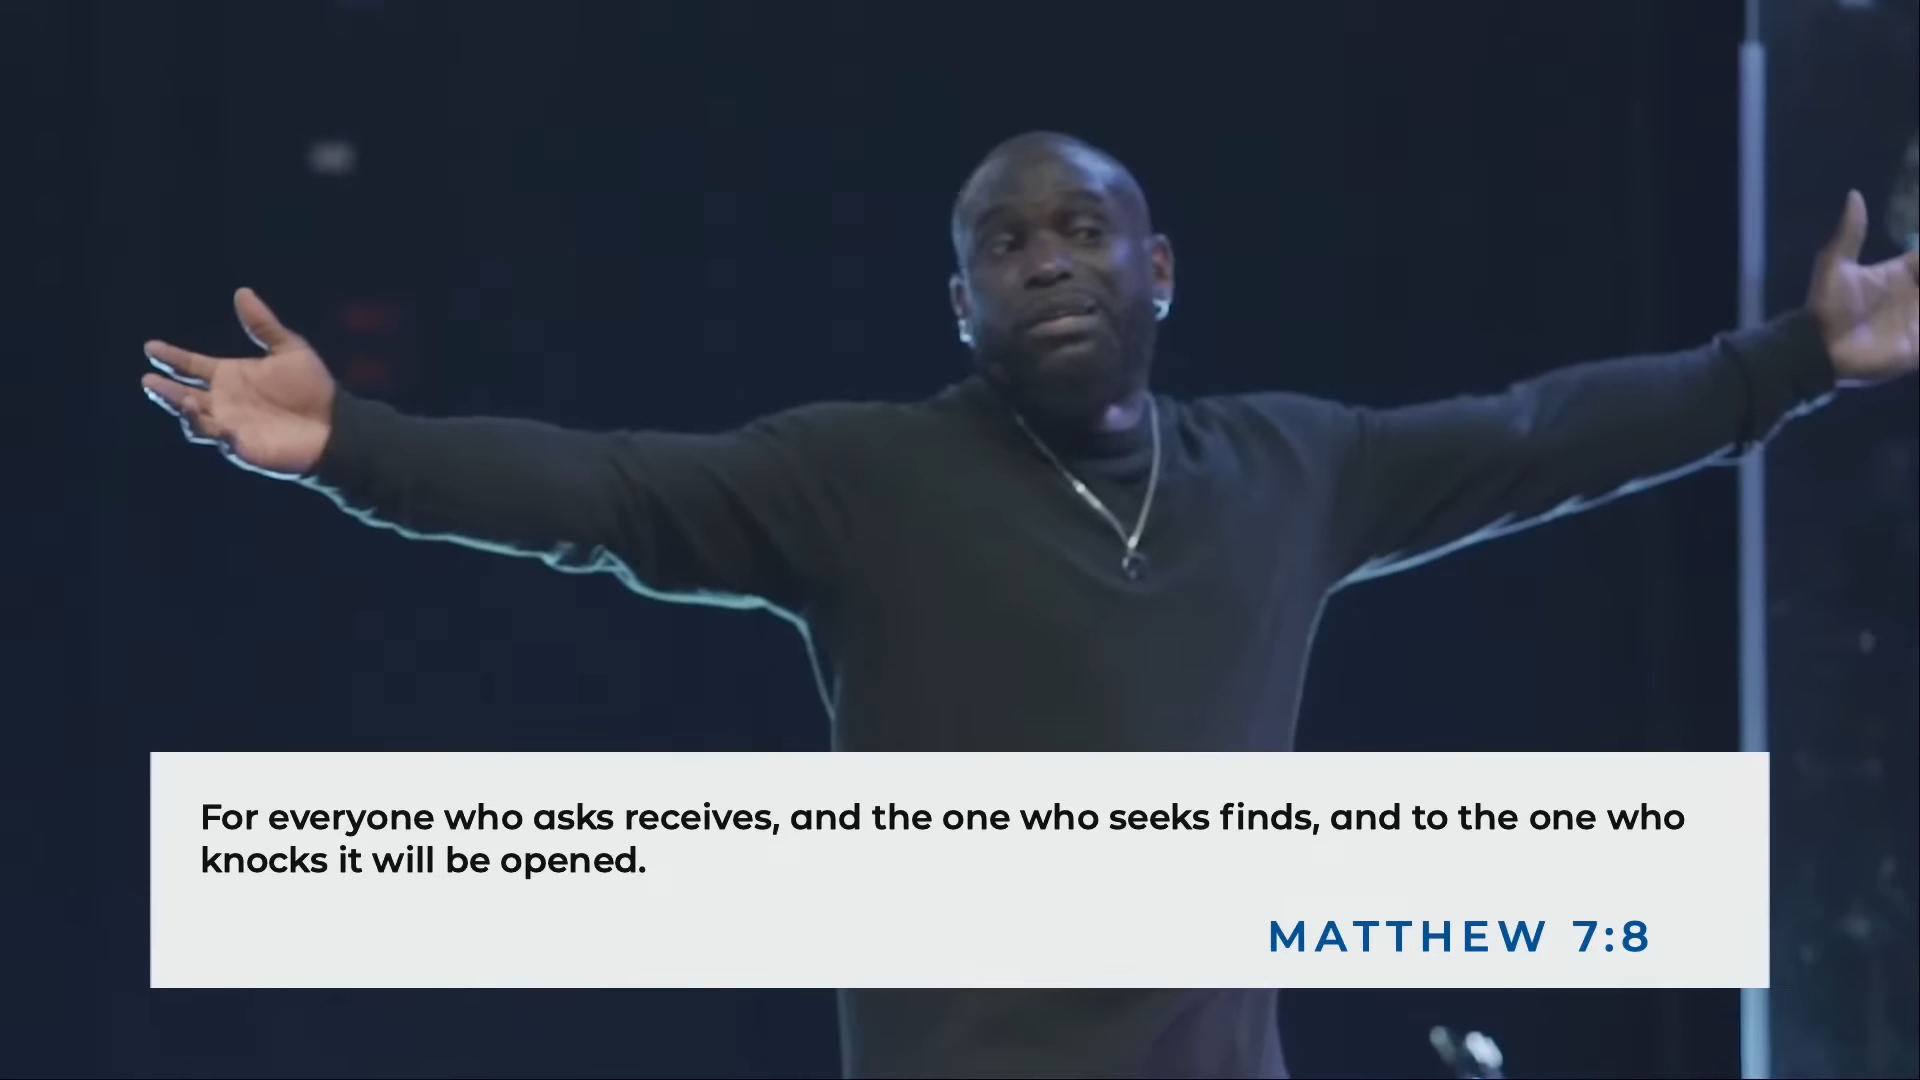 For everyone who asks receives, and the one who seeks finds, and to the one who
knocks it will be opened.
MATTHEW 7:8